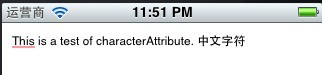 运营商 11:51 PM
This is a test of characterAttribute. 中文字符